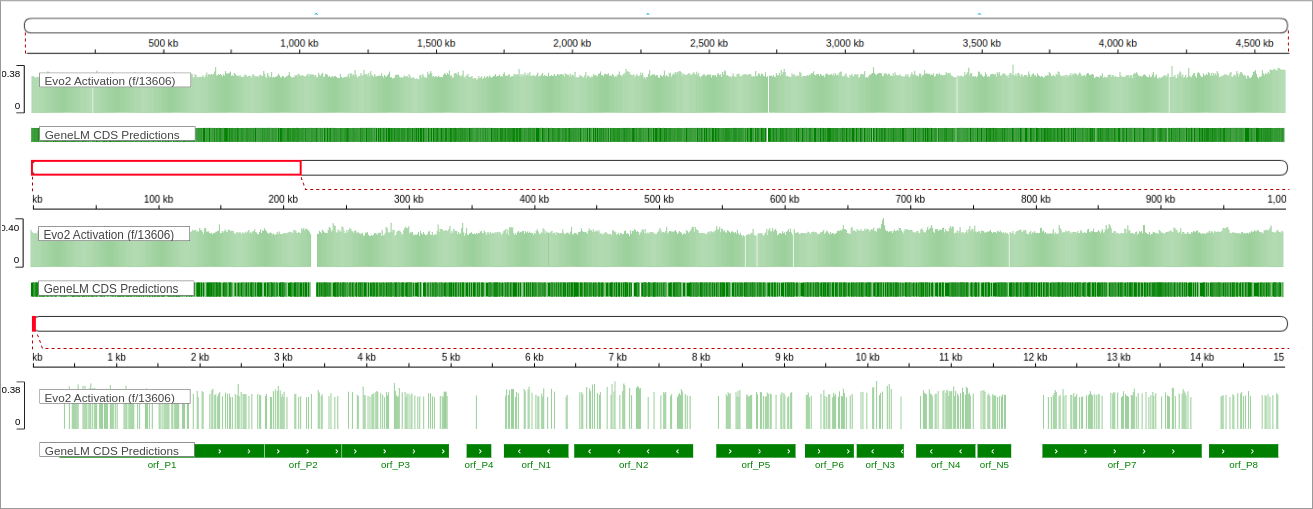 500 kb 1,000 kb 1,500 kb 2,000 kb 2,500 kb 3,000 kb 3,500 kb 4,000 kb 4,500 kb
0.38
Evo2 Activation (f/13606)
0
GeneLM CDS Predictions
kb 100 kb 200 kb 300 kb 400 kb 500 kb 600 kb 700 kb 800 kb 900 kb 1,00
0.40
Evo2 Activation (f/13606)
0
GeneLM CDS Predictions
kb 1 kb 2 kb 3 kb 4 kb 5 kb 6 kb 7 kb 8 kb 9 kb 10 kb 11 kb 12 kb 13 kb 14 kb 15
0.38
Evo2 Activation (f/13606)
0
GeneLM CDS Predictions
orf_P1 orf_P2 orf_P3 orf_P4 orf_N1 orf_N2 orf_P5 orf_P6 orf_N3 orf_N4 orf_N5 orf_P7 orf_P8